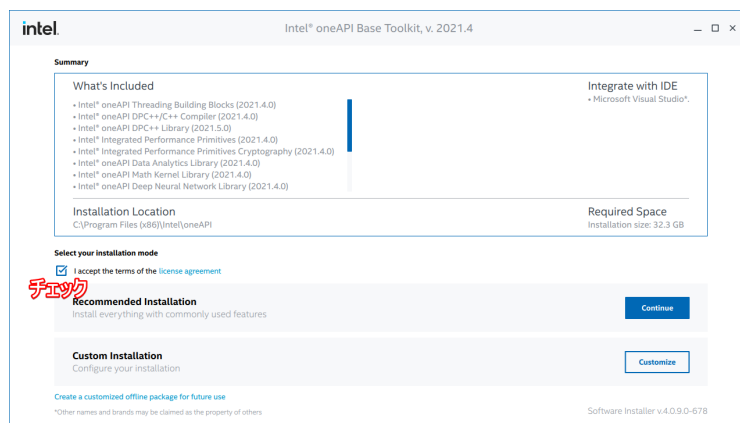 intel.
Intel® oneAPI Base Toolkit, v. 2021.4
Summary
What's Included
• Intel® oneAPI Threading Building Blocks (2021.4.0)
• Intel® oneAPI DPC++/C++ Compiler (2021.4.0)
• Intel® oneAPI DPC++ Library (2021.5.0)
• Intel® Integrated Performance Primitives (2021.4.0)
• Intel® Integrated Performance Primitives Cryptography (2021.4.0)
• Intel® oneAPI Data Analytics Library (2021.4.0)
• Intel® oneAPI Math Kernel Library (2021.4.0)
• Intel® oneAPI Deep Neural Network Library (2021.4.0)
Integrate with IDE
• Microsoft Visual Studio*.
Installation Location
C:\Program Files (x86)\Intel\oneAPI
Required Space
Installation size: 32.3 GB
Select your installation mode
I accept the terms of the license agreement
チェック
Recommended Installation
Install everything with commonly used features
Continue
Custom Installation
Configure your installation
Customize
Create a customized offline package for future use
*Other names and brands may be claimed as the property of others
Software Installer v.4.0.9.0-678